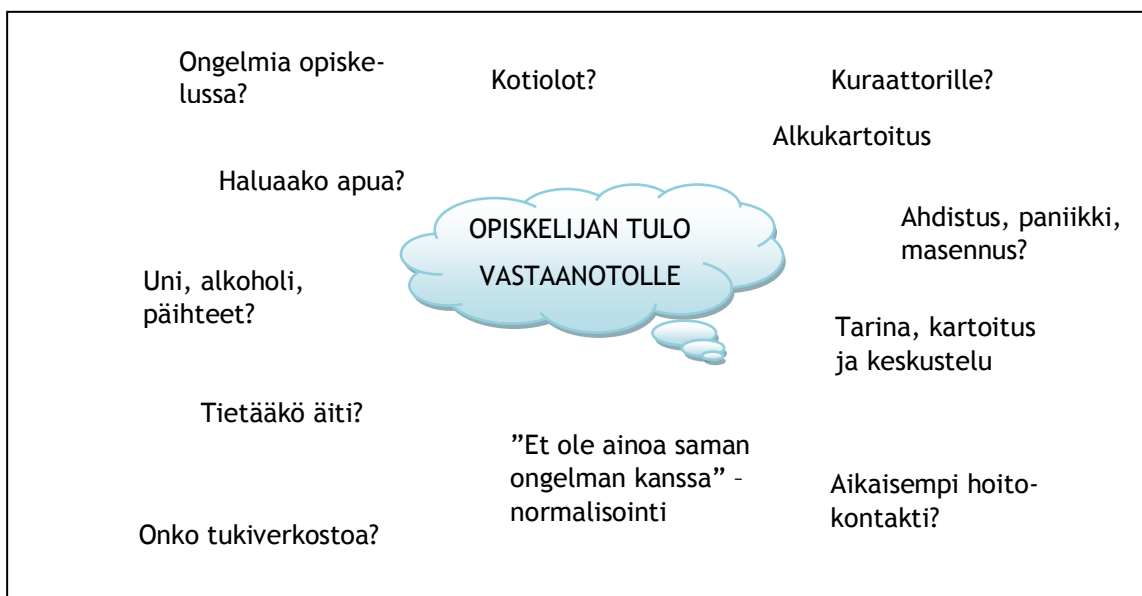 Ongelmia opiske-
lussa?
Kotiolot?
Kuraattorille?
Alkukartoitus
Haluaako apua?
OPISKELIJAN TULO
VASTAANOTOLLE
Ahdistus, paniikki,
masennus?
Uni, alkoholi,
päihteet?
Tarina, kartoitus
ja keskustelu
Tietääkö äiti?
”Et ole ainoa saman
ongelman kanssa” –
normalisointi
Aikaisempi hoito-
kontakti?
Onko tukiverkostoa?